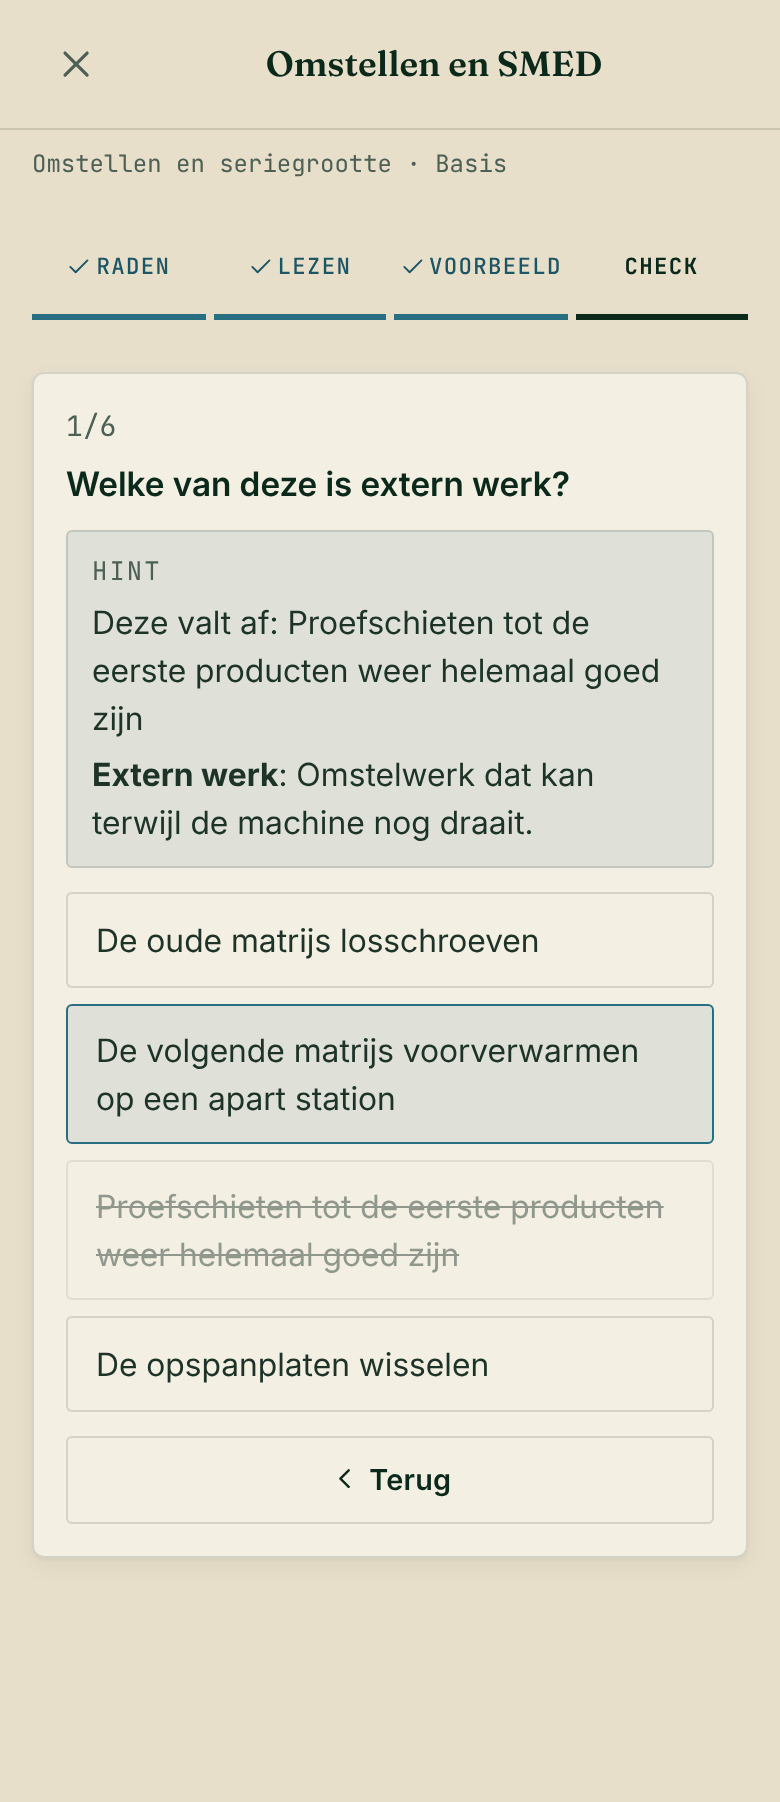 Omstellen en SMED
Omstellen en seriegrootte · Basis
RADEN LEZEN VOORBEELD CHECK
1/6
Welke van deze is extern werk?
HINT
Deze valt af: Proefschieten tot de
eerste producten weer helemaal goed
zijn
Extern werk: Omstelwerk dat kan
terwijl de machine nog draait.
De oude matrijs losschroeven
De volgende matrijs voorverwarmen
op een apart station
Proefschieten tot de eerste producten
weer helemaal goed zijn
De opspanplaten wisselen
Terug